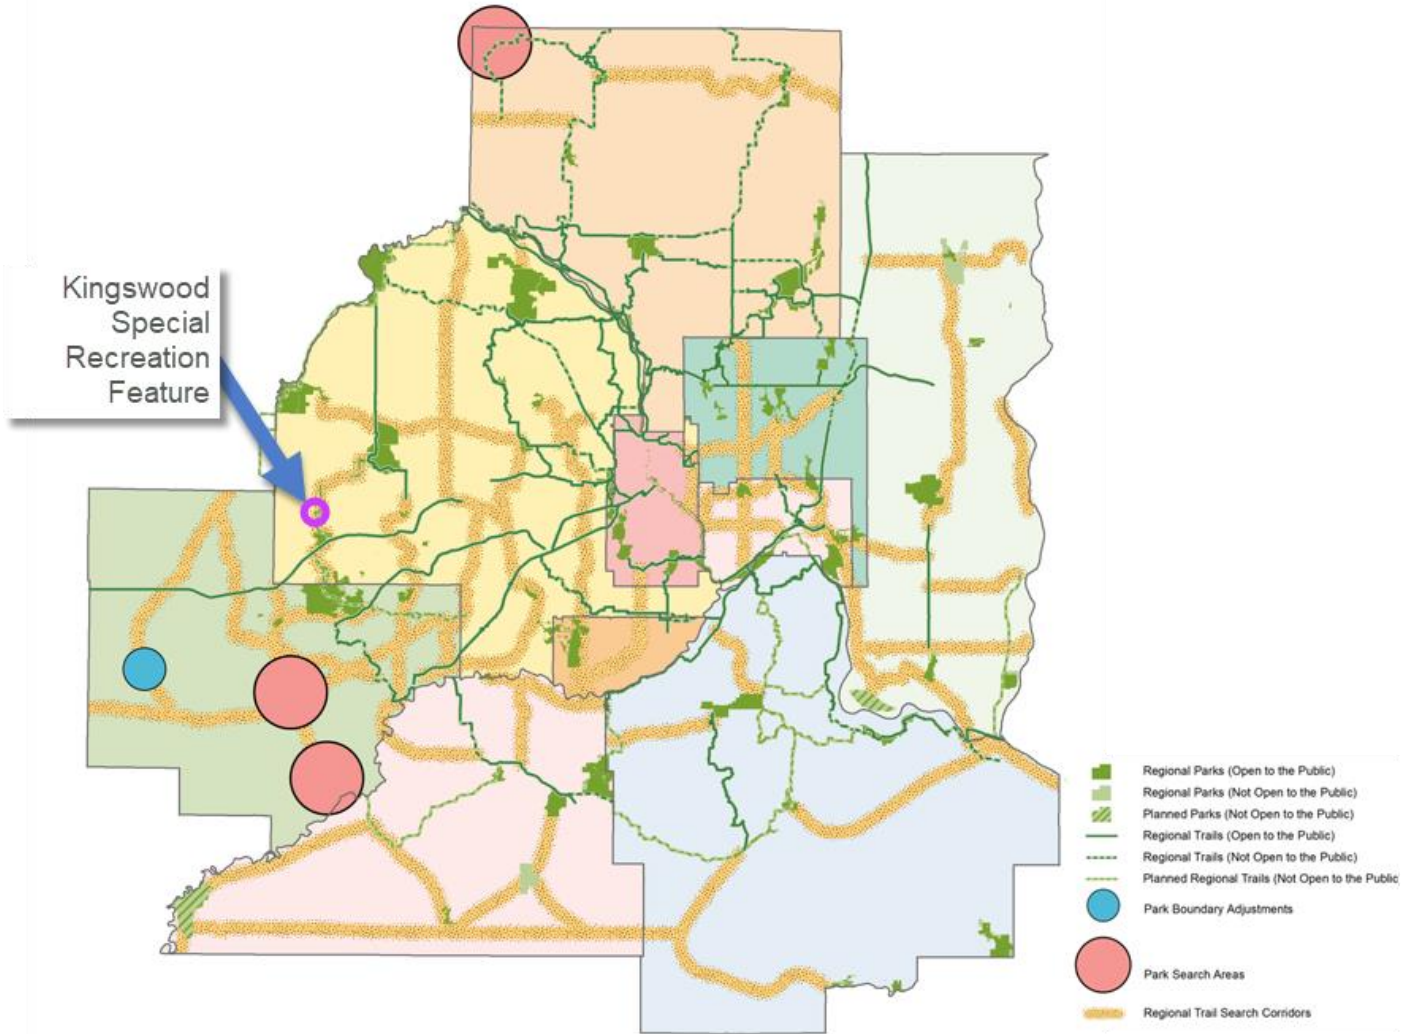 Kingswood
Special
Recreation
Feature
Regional Parks (Open to the Public)
Regional Parks (Not Open to the Public)
Planned Parks (Not Open to the Public)
Regional Trails (Open to the Public)
Regional Trails (Not Open to the Public)
Planned Regional Trails (Not Open to the Public
Park Boundary Adjustments
Park Search Areas
Regional Trail Search Corridors